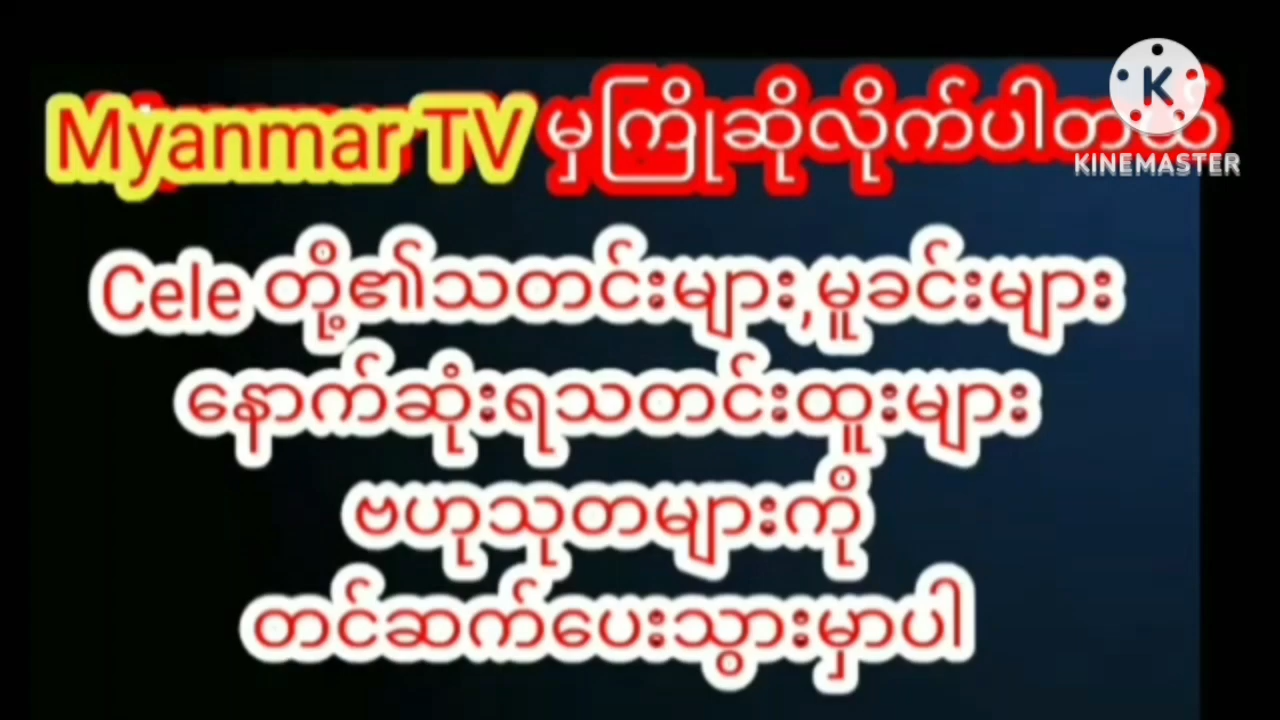 Myanmar TV မှကြိုဆိုလိုက်ပါတယ်
K
KINEMASTER
Cele တို့၏သတင်းများ,မူခင်းများ
နောက်ဆုံးရသတင်းထူးများ
ဗဟုသုတများကို
တင်ဆက်ပေးသွားမှာပါ